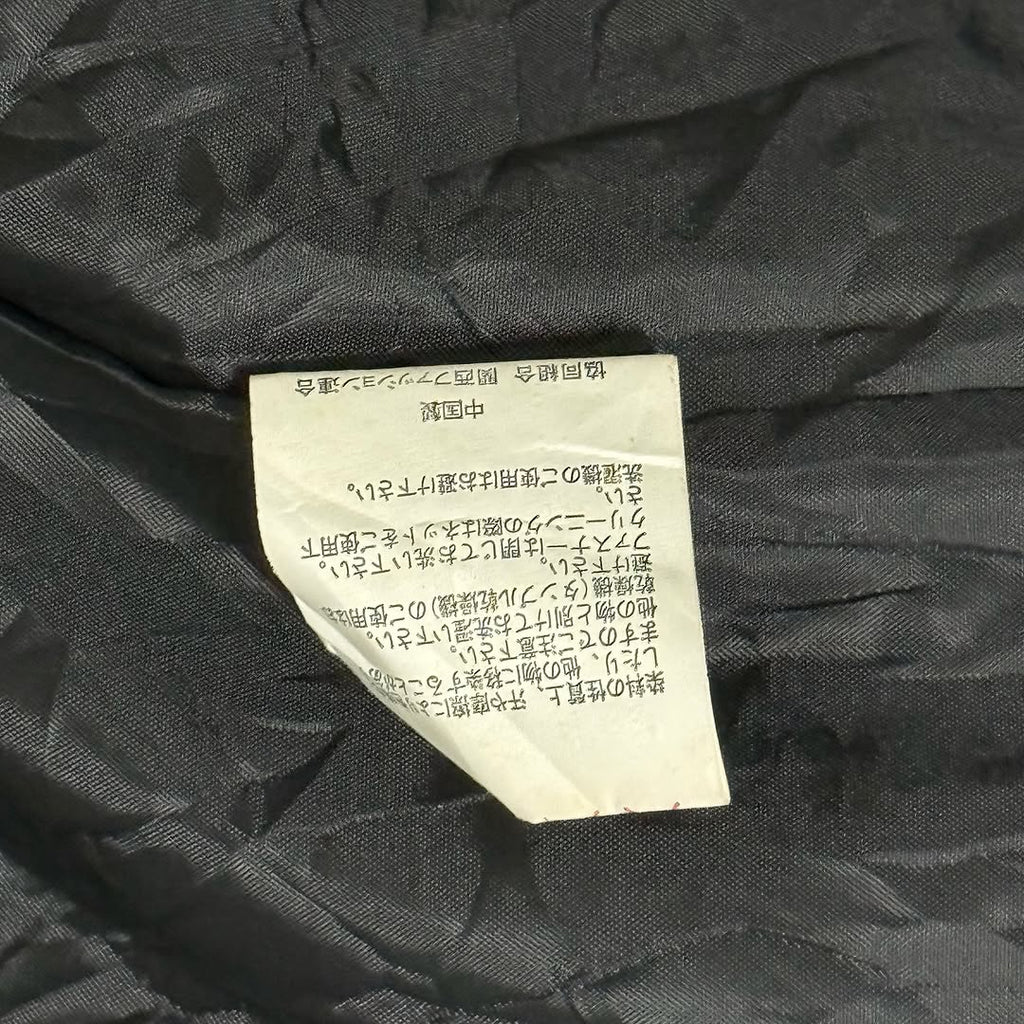 染料の性質上、汗や摩擦により
したり、他の物に移染することが
ますのでご注意下さい。
他の物と別けてお洗濯い下さい。
乾燥機(タンブル乾燥機)のご使用は
避け下さい。
ファスナーは閉じてお洗い下さい。
クリーニングの際はネットをご使用下
さい。
洗濯機のご使用はお避け下さい。
中国製
協同組合 関西ファッション連合